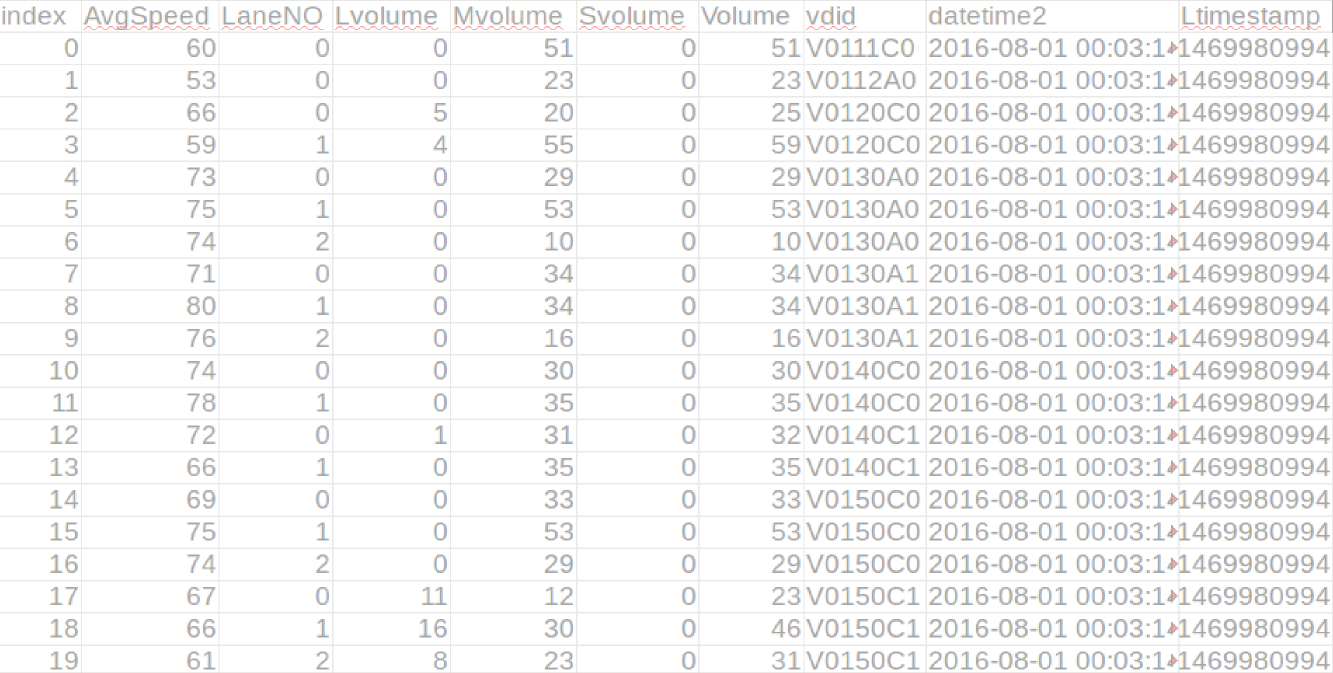 index AvgSpeed LaneNO Lvolume Mvolume Svolume Volume vdid datetime2 Ltimestamp
0 60 0 0 51 0 51 V0111C0 2016-08-01 00:03:1 1469980994
1 53 0 0 23 0 23 V0112A0 2016-08-01 00:03:1 1469980994
2 66 0 5 20 0 25 V0120C0 2016-08-01 00:03:1 1469980994
3 59 1 4 55 0 59 V0120C0 2016-08-01 00:03:1 1469980994
4 73 0 0 29 0 29 V0130A0 2016-08-01 00:03:1 1469980994
5 75 1 0 53 0 53 V0130A0 2016-08-01 00:03:1 1469980994
6 74 2 0 10 0 10 V0130A0 2016-08-01 00:03:1 1469980994
7 71 0 0 34 0 34 V0130A1 2016-08-01 00:03:1 1469980994
8 80 1 0 34 0 34 V0130A1 2016-08-01 00:03:1 1469980994
9 76 2 0 16 0 16 V0130A1 2016-08-01 00:03:1 1469980994
10 74 0 0 30 0 30 V0140C0 2016-08-01 00:03:1 1469980994
11 78 1 0 35 0 35 V0140C0 2016-08-01 00:03:1 1469980994
12 72 0 1 31 0 32 V0140C1 2016-08-01 00:03:1 1469980994
13 66 1 0 35 0 35 V0140C1 2016-08-01 00:03:1 1469980994
14 69 0 0 33 0 33 V0150C0 2016-08-01 00:03:1 1469980994
15 75 1 0 53 0 53 V0150C0 2016-08-01 00:03:1 1469980994
16 74 2 0 29 0 29 V0150C0 2016-08-01 00:03:1 1469980994
17 67 0 11 12 0 23 V0150C1 2016-08-01 00:03:1 1469980994
18 66 1 16 30 0 46 V0150C1 2016-08-01 00:03:1 1469980994
19 61 2 8 23 0 31 V0150C1 2016-08-01 00:03:1 1469980994